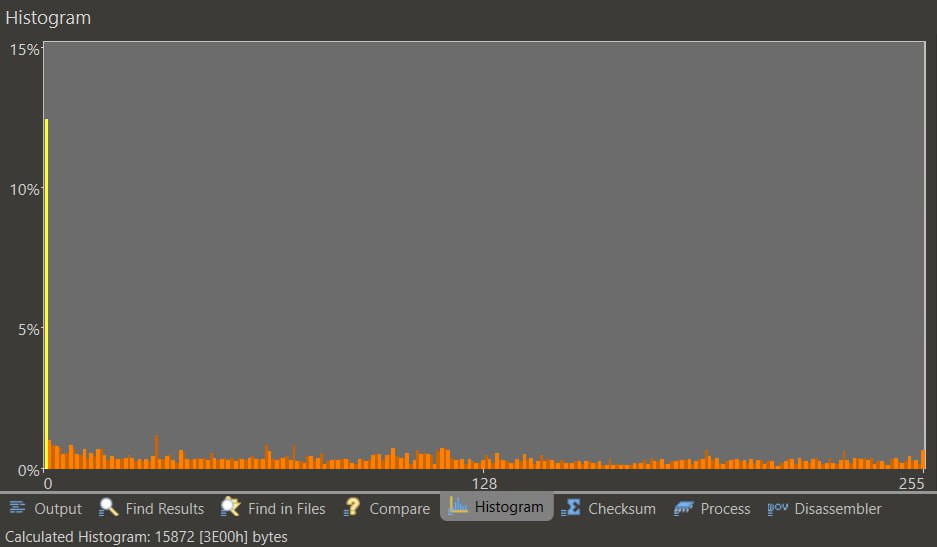 Histogram
15%
10%
5%
0%
0 128 255
Output Find Results Find in Files Compare Histogram Checksum Process Disassembler
Calculated Histogram: 15872 [3E00h] bytes